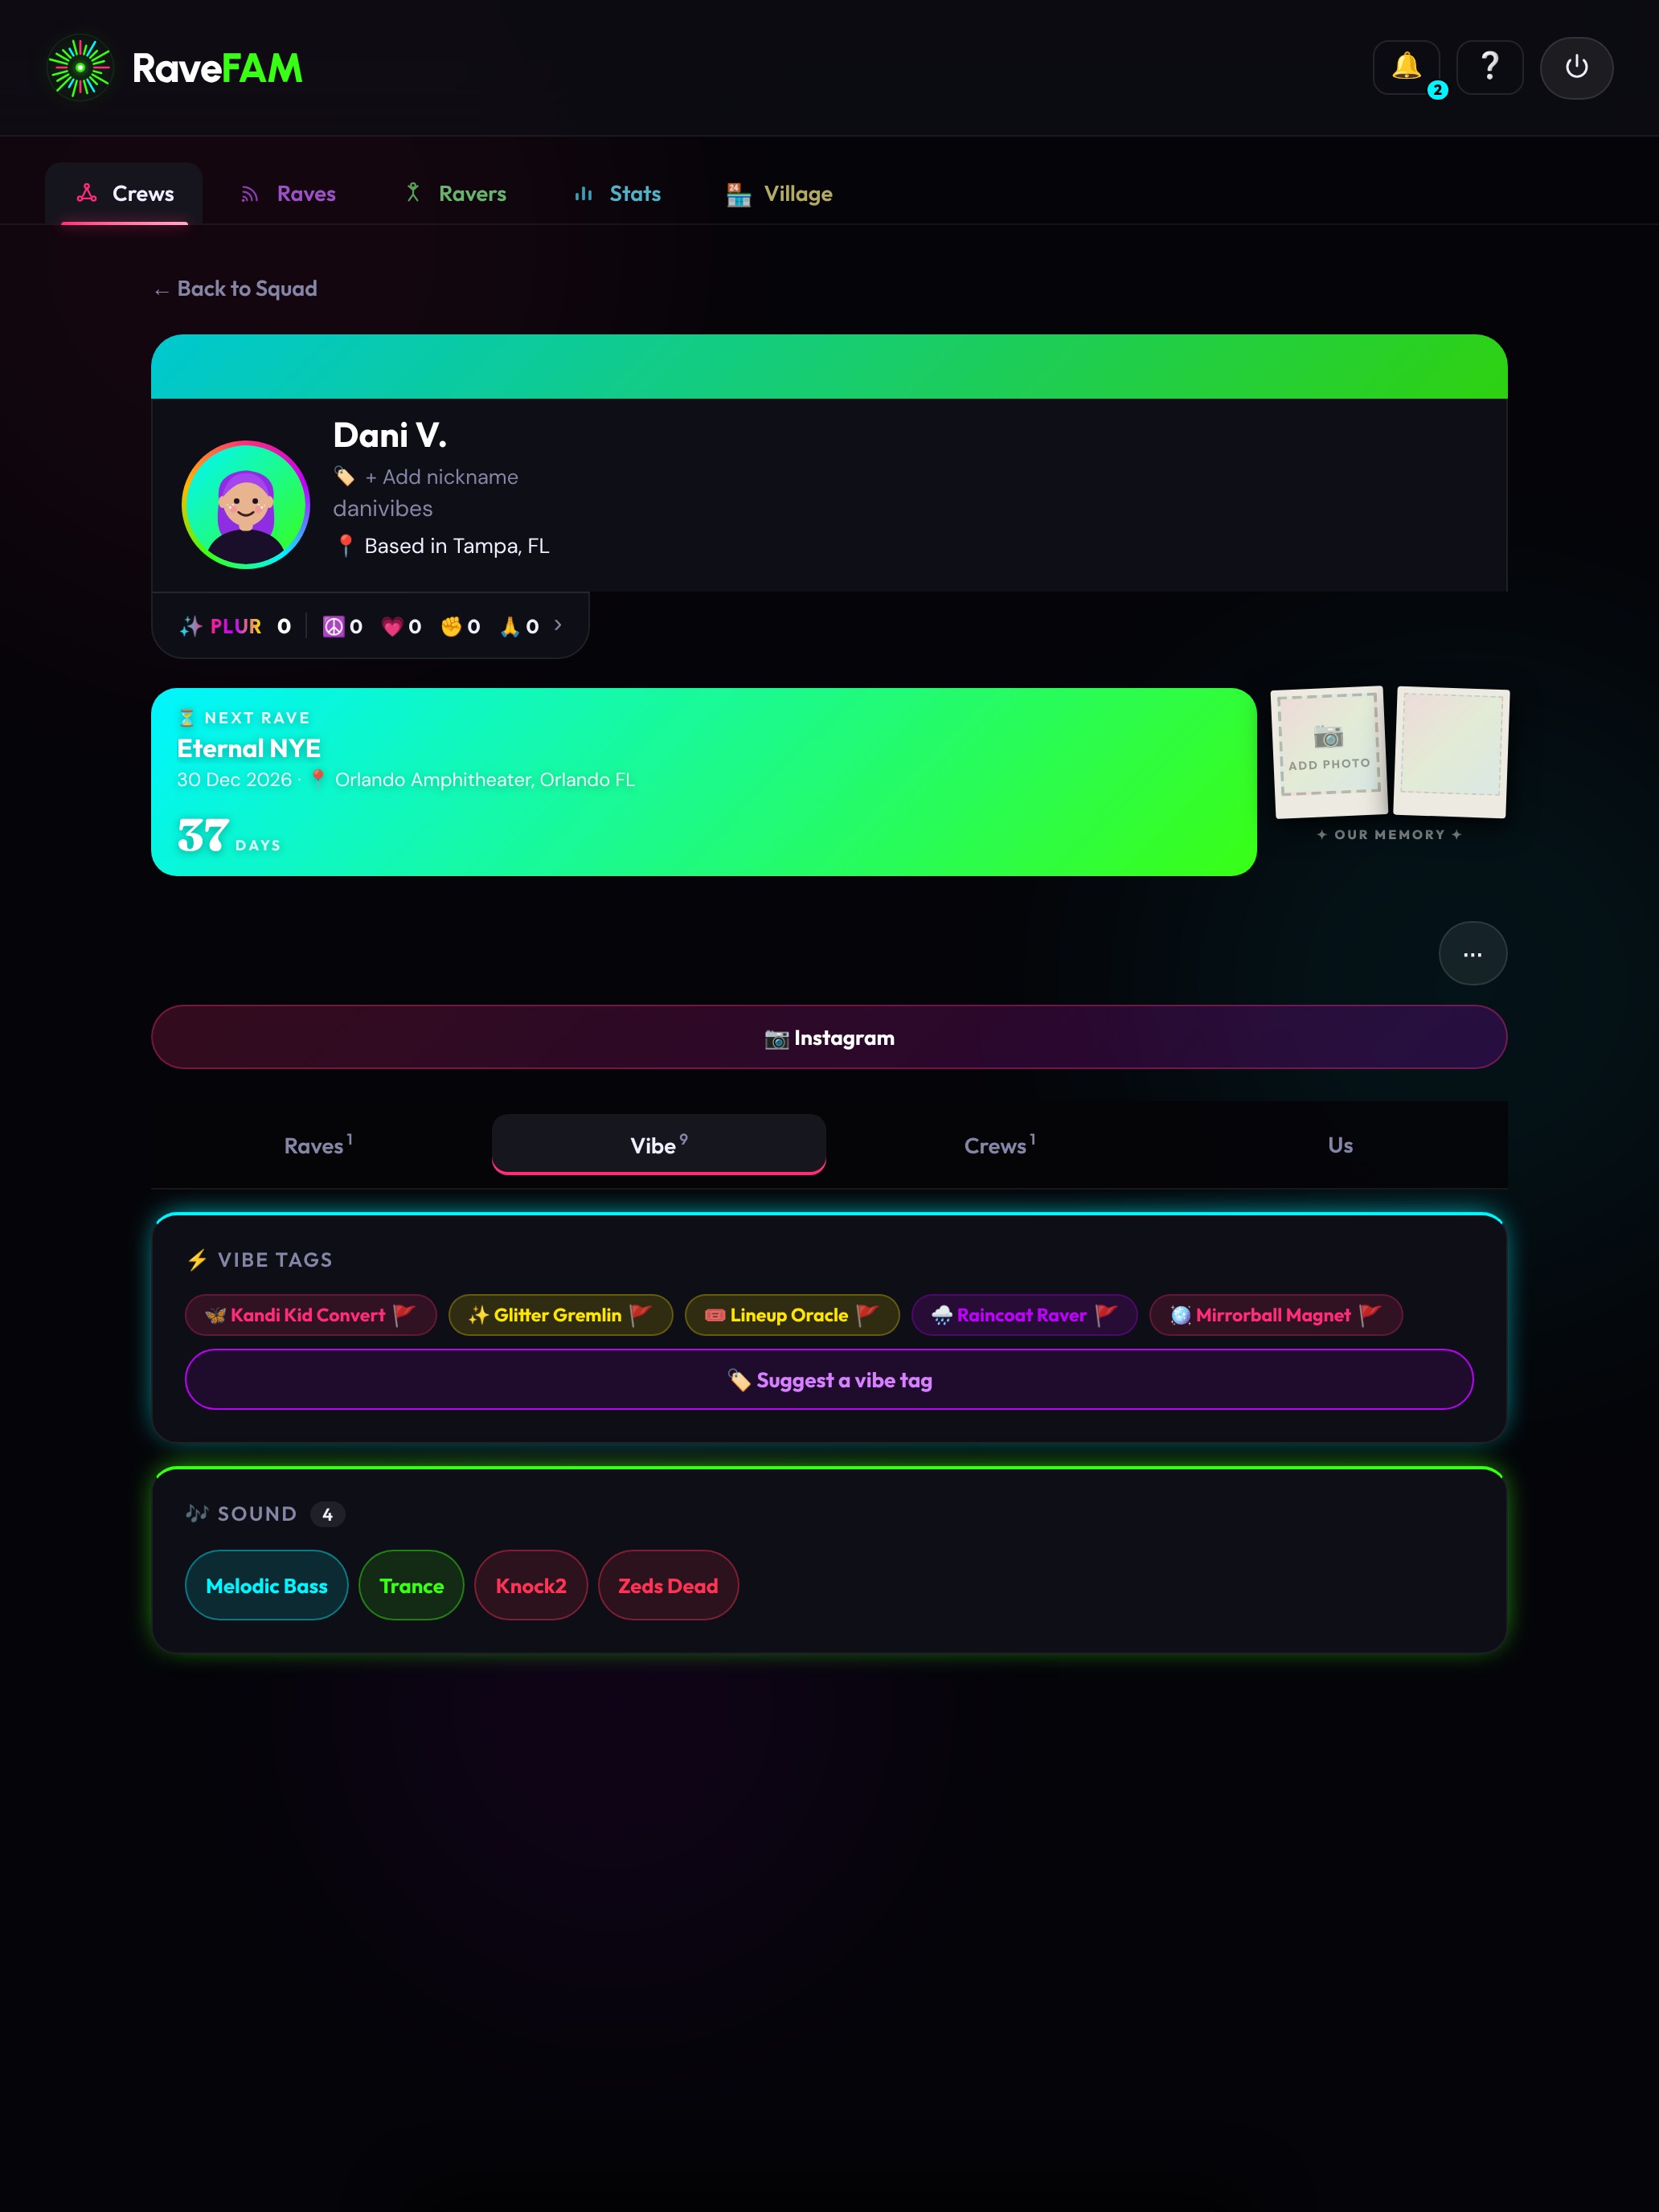 RaveFAM
2
?
Crews
Raves
Ravers
Stats
Village
← Back to Squad
Dani V.
+ Add nickname
danivibes
Based in Tampa, FL
PLUR 0 0 0 0 0 ›
NEXT RAVE
Eternal NYE
30 Dec 2026 · Orlando Amphitheater, Orlando FL
37 DAYS
ADD PHOTO
✦ OUR MEMORY ✦
...
Instagram
Raves 1
Vibe 9
Crews 1
Us
VIBE TAGS
Kandi Kid Convert
Glitter Gremlin
Lineup Oracle
Raincoat Raver
Mirrorball Magnet
Suggest a vibe tag
SOUND 4
Melodic Bass
Trance
Knock2
Zeds Dead